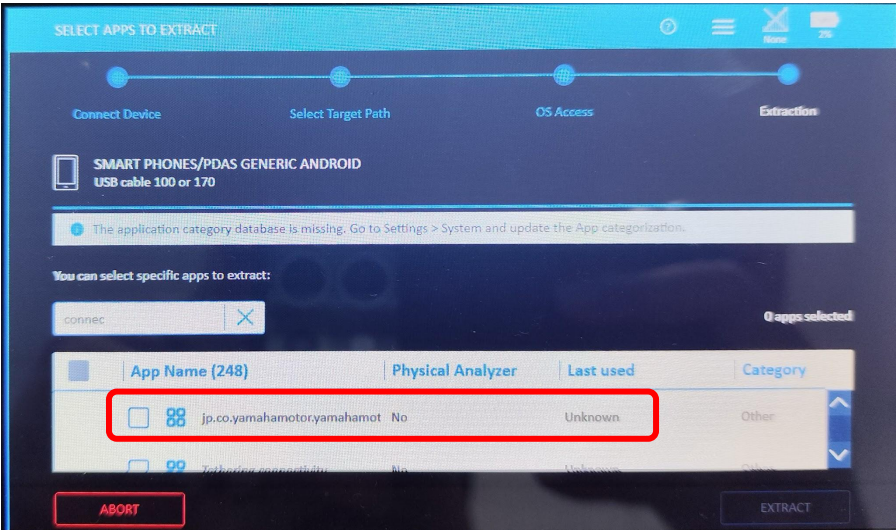 SELECT APPS TO EXTRACT
None
2%
Connect Device
Select Target Path
OS Access
Extraction
SMART PHONES/PDAS GENERIC ANDROID
USB cable 100 or 170
The application category database is missing. Go to Settings > System and update the App categorization.
You can select specific apps to extract:
connec
0 apps selected
App Name (248) Physical Analyzer Last used Category
jp.co.yamahamotor.yamahamot No Unknown Other
Tethering connectivity No Unknown Other
ABORT
EXTRACT